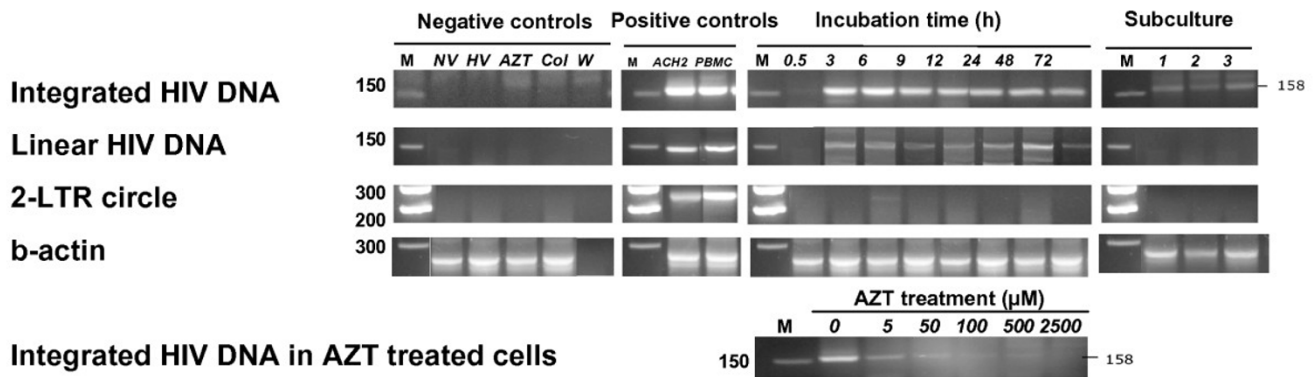 Negative controls Positive controls Incubation time (h) Subculture
M NV HV AZT Col W M ACH2 PBMC M 0.5 3 6 9 12 24 48 72 M 1 2 3
Integrated HIV DNA 150 158
Linear HIV DNA 150
2-LTR circle 300
200
b-actin 300
AZT treatment (µM)
M 0 5 50 100 500 2500
Integrated HIV DNA in AZT treated cells 150 158